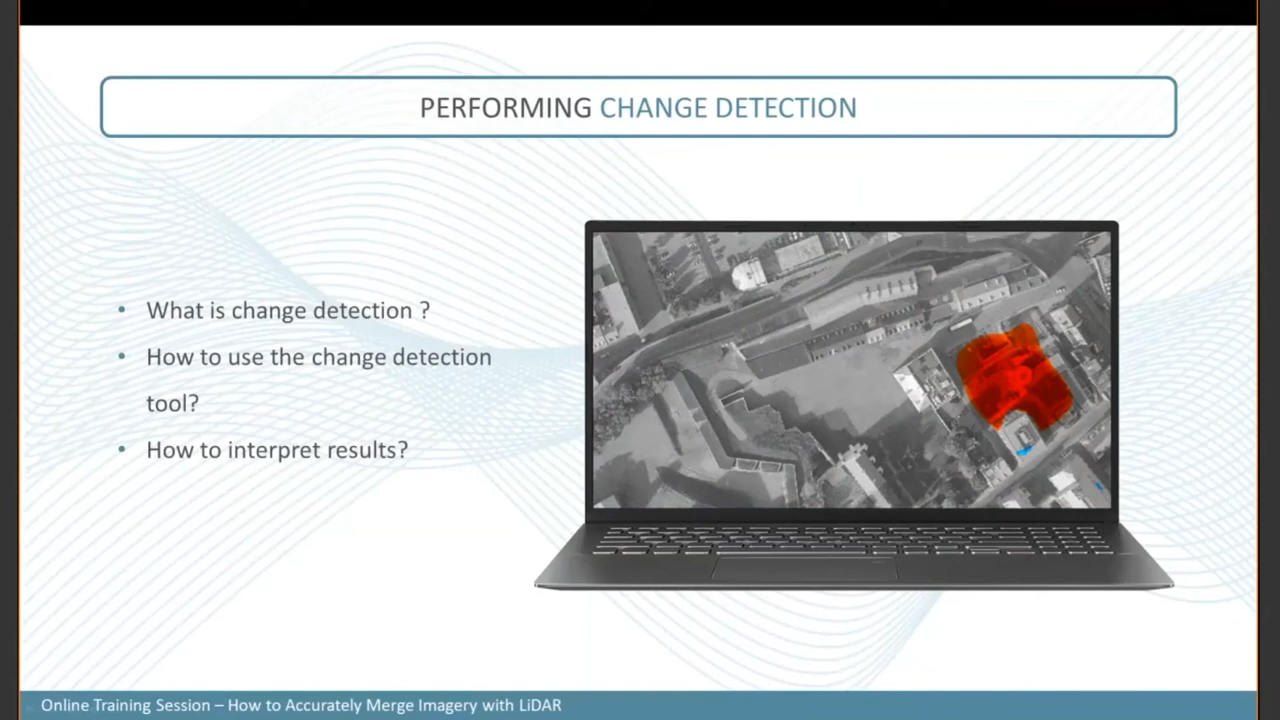 PERFORMING CHANGE DETECTION
• What is change detection ?
• How to use the change detection
tool?
• How to interpret results?
Online Training Session – How to Accurately Merge Imagery with LiDAR